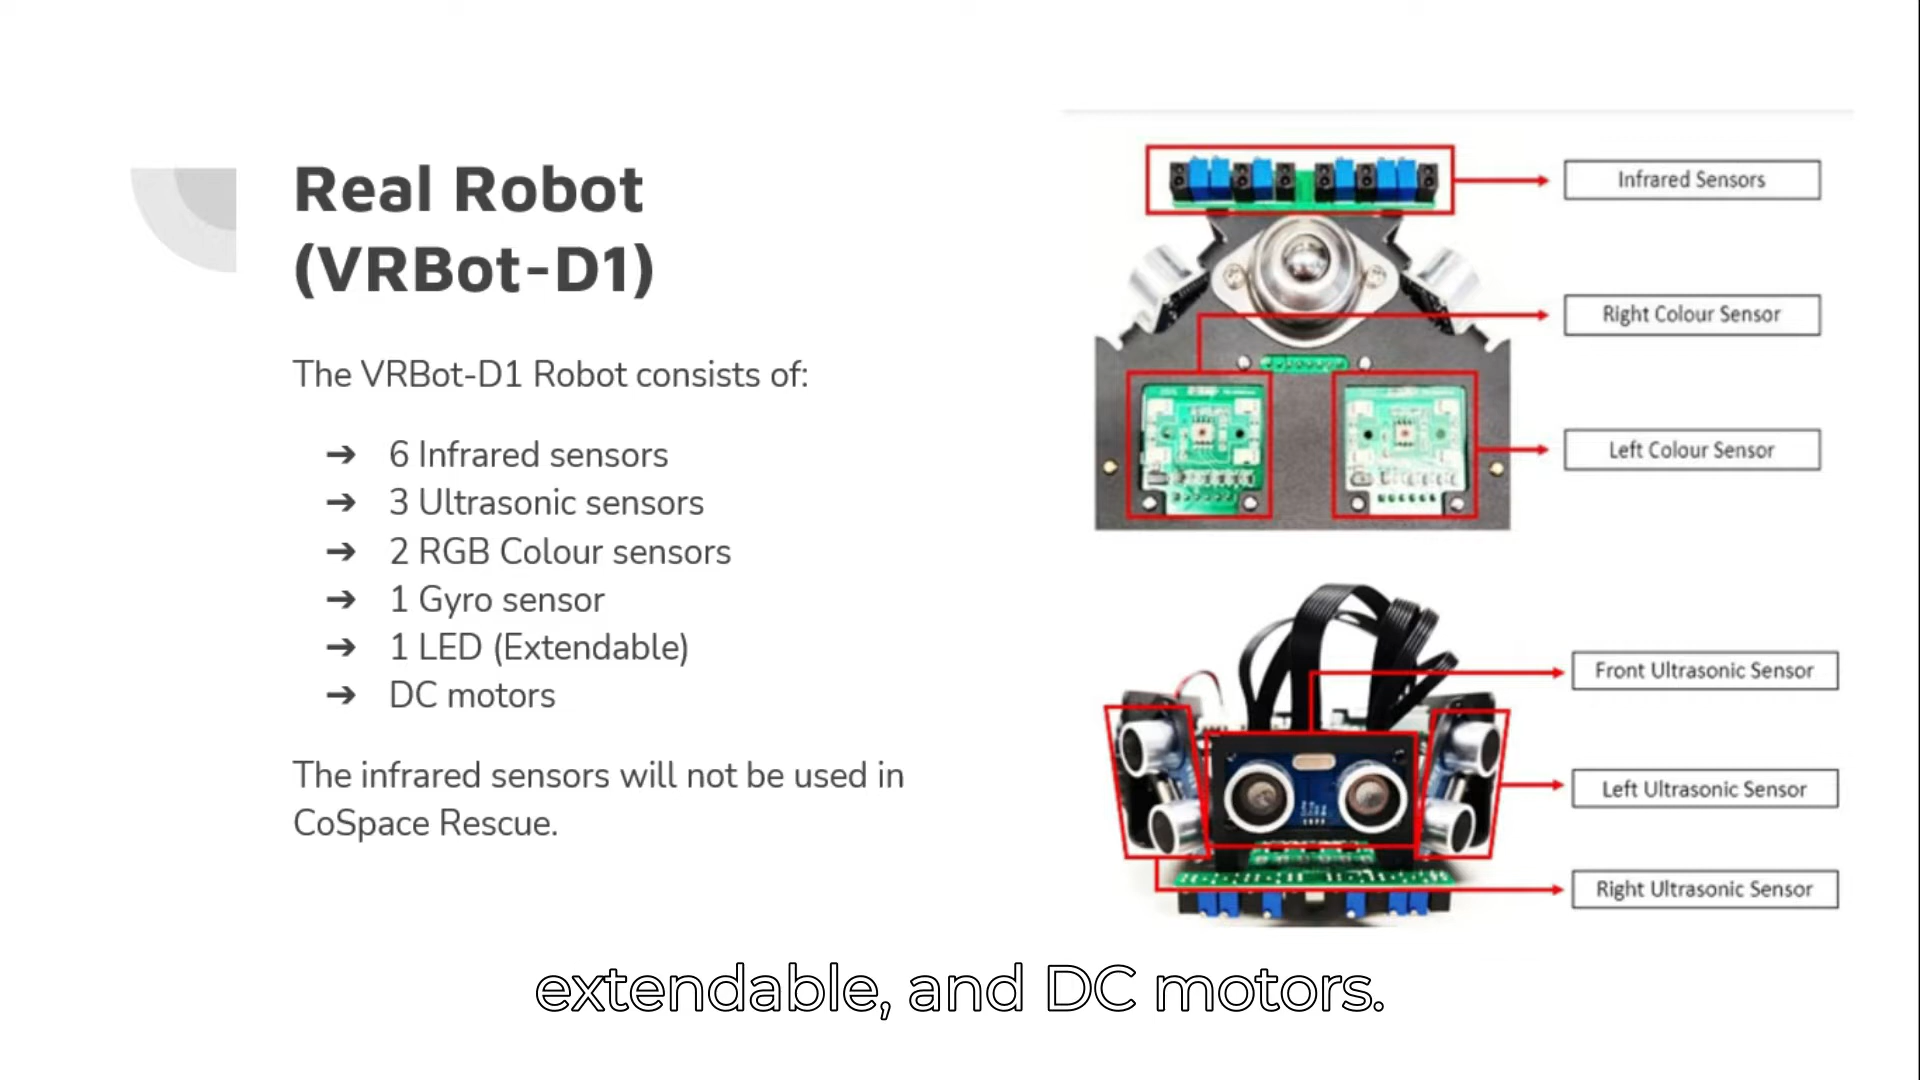 Real Robot
(VRBot-D1)
The VRBot-D1 Robot consists of:
➔ 6 Infrared sensors
➔ 3 Ultrasonic sensors
➔ 2 RGB Colour sensors
➔ 1 Gyro sensor
➔ 1 LED (Extendable)
➔ DC motors
The infrared sensors will not be used in
CoSpace Rescue.
Infrared Sensors
Right Colour Sensor
Left Colour Sensor
Front Ultrasonic Sensor
Left Ultrasonic Sensor
Right Ultrasonic Sensor
extendable, and DC motors.